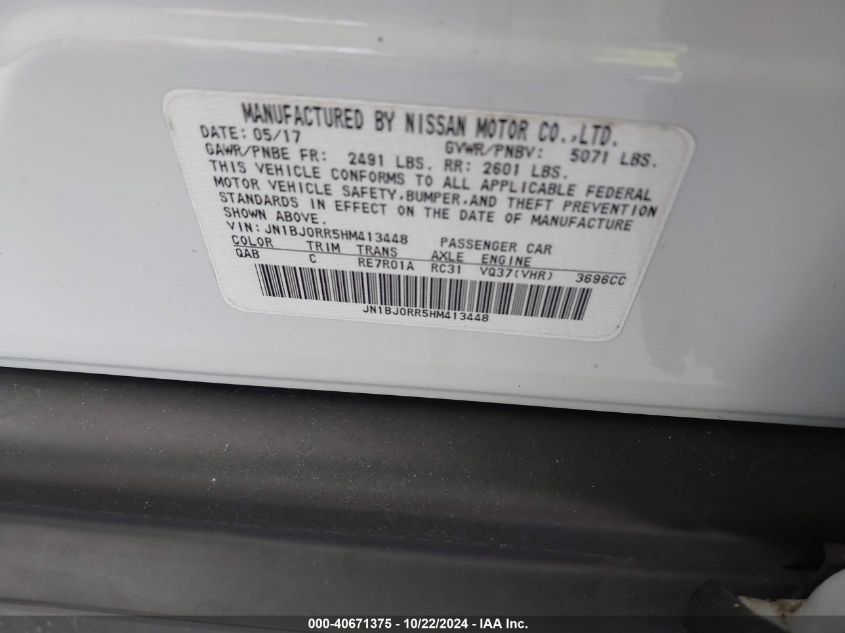 MANUFACTURED BY NISSAN MOTOR CO.,LTD.
DATE: 05/17 GVWR/PNBV: 5071 LBS.
GAWR/PNBE FR: 2491 LBS. RR: 2601 LBS.
THIS VEHICLE CONFORMS TO ALL APPLICABLE FEDERAL
MOTOR VEHICLE SAFETY,BUMPER,AND THEFT PREVENTION
STANDARDS IN EFFECT ON THE DATE OF MANUFACTURE
SHOWN ABOVE.
VIN: JN1BJ0RR5HM413448 PASSENGER CAR
COLOR TRIM TRANS AXLE ENGINE
QAB C RE7R01A RC31 VQ37(VHR) 3696CC
JN1BJ0RR5HM413448
000-40671375 - 10/22/2024 - IAA Inc.